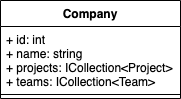 Company
+ id: int
+ name: string
+ projects: ICollection<Project>
+ teams: ICollection<Team>